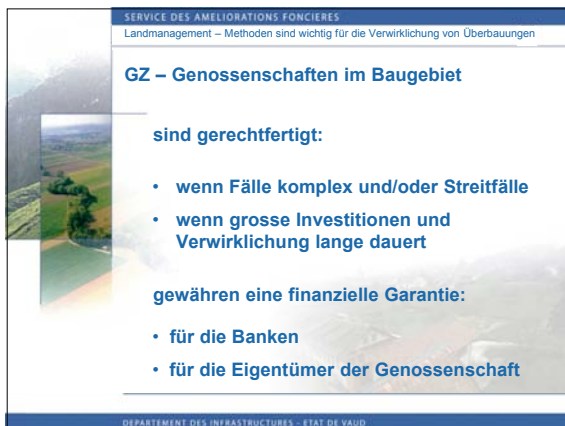 SERVICE DES AMELIORATIONS FONCIERES
Landmanagement – Methoden sind wichtig für die Verwirklichung von Überbauungen
GZ – Genossenschaften im Baugebiet
sind gerechtfertigt:
• wenn Fälle komplex und/oder Streitfälle
• wenn grosse Investitionen und
Verwirklichung lange dauert
gewähren eine finanzielle Garantie:
• für die Banken
• für die Eigentümer der Genossenschaft
DEPARTEMENT DES INFRASTRUCTURES - ETAT DE VAUD